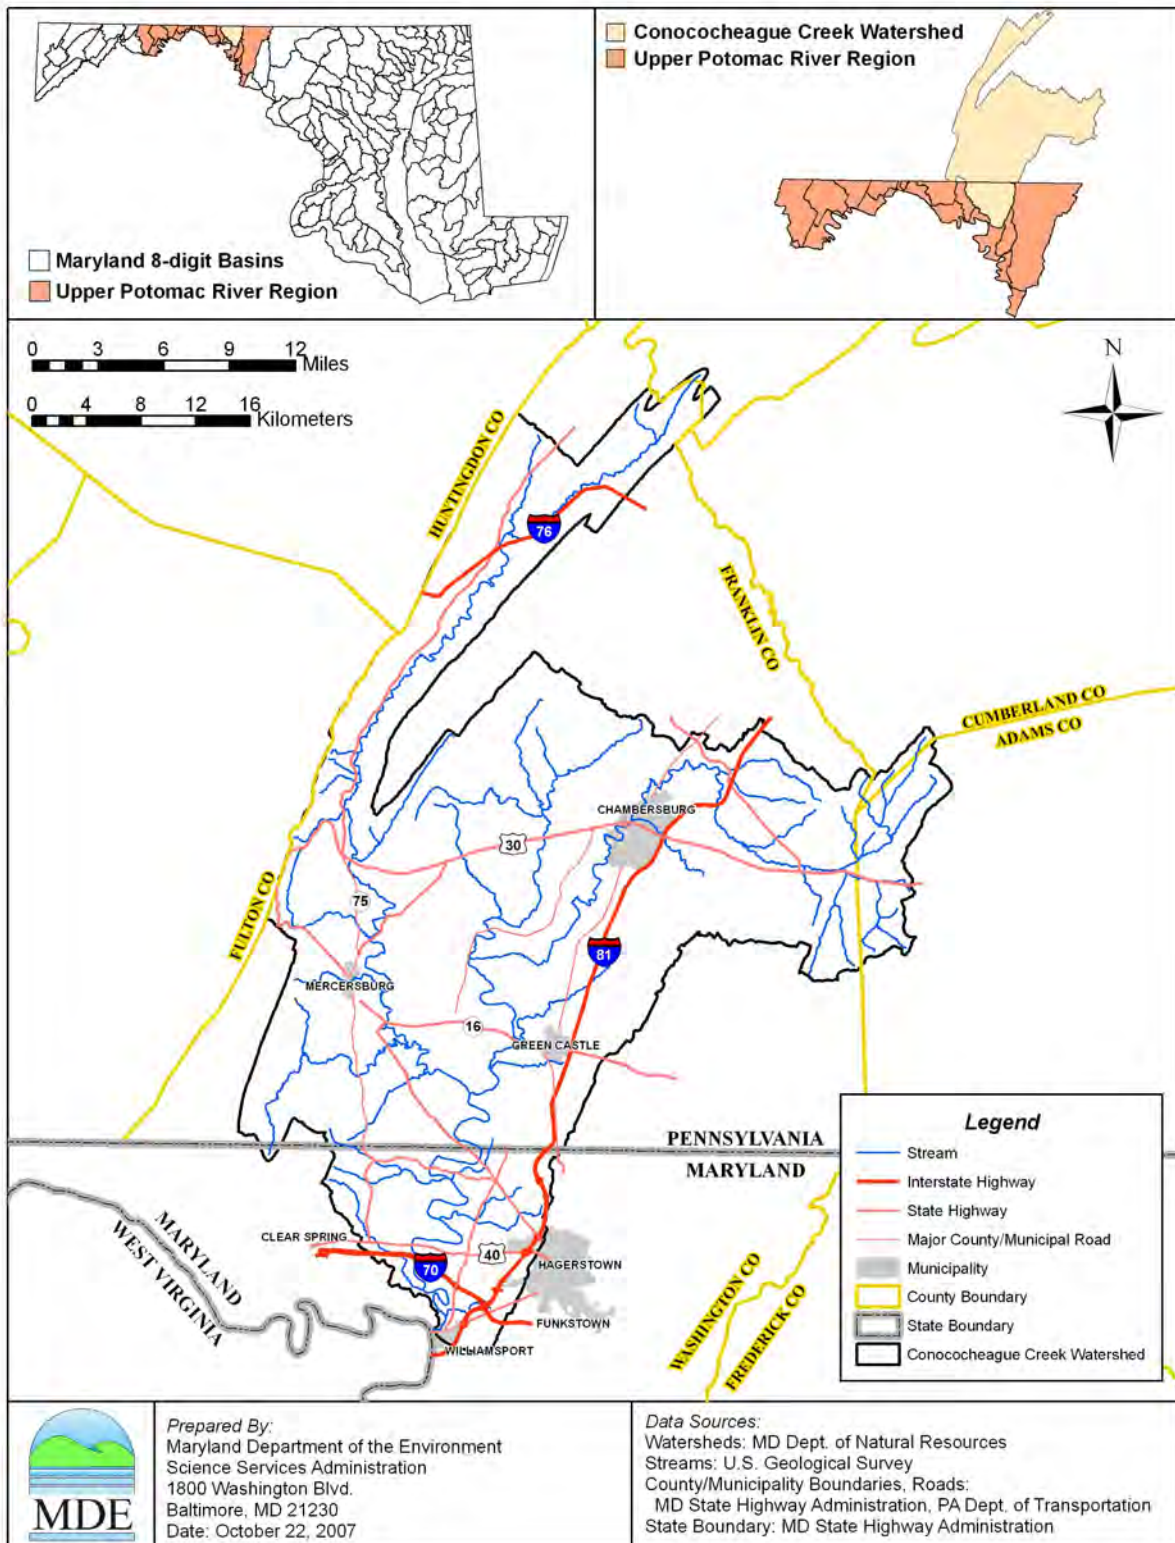 Maryland 8-digit Basins
Upper Potomac River Region
Conococheague Creek Watershed
Upper Potomac River Region
0 3 6 9 12
Miles
0 4 8 12 16
Kilometers
N
HUNTINGDON CO
76
FRANKLIN CO
CUMBERLAND CO
ADAMS CO
CHAMBERSBURG
30
75
FULTON CO
81
MERCERSBURG
16
GREEN CASTLE
PENNSYLVANIA
MARYLAND
MARYLAND
WEST VIRGINIA
CLEAR SPRING
40
70
HAGERSTOWN
FUNKSTOWN
WILLIAMSPORT
WASHINGTON CO
FREDERICK CO
Legend
Stream
Interstate Highway
State Highway
Major County/Municipal Road
Municipality
County Boundary
State Boundary
Conococheague Creek Watershed
MDE
Prepared By:
Maryland Department of the Environment
Science Services Administration
1800 Washington Blvd.
Baltimore, MD 21230
Date: October 22, 2007
Data Sources:
Watersheds: MD Dept. of Natural Resources
Streams: U.S. Geological Survey
County/Municipality Boundaries, Roads:
MD State Highway Administration, PA Dept. of Transportation
State Boundary: MD State Highway Administration